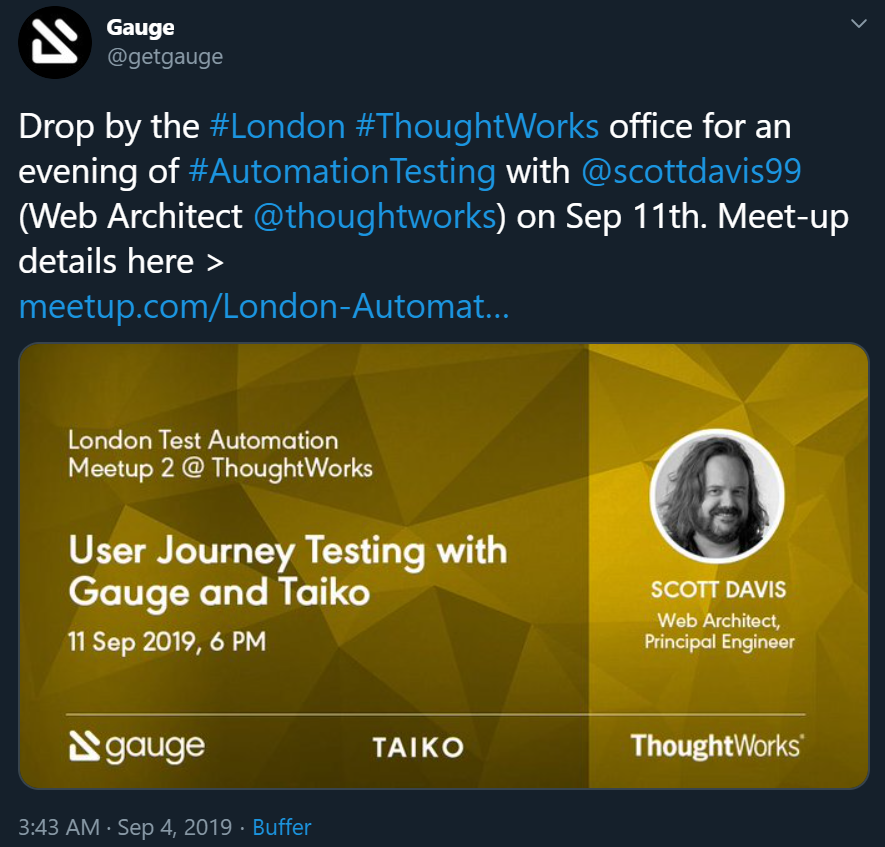 Gauge
@getgauge
Drop by the #London #ThoughtWorks office for an
evening of #AutomationTesting with @scottdavis99
(Web Architect @thoughtworks) on Sep 11th. Meet-up
details here >
meetup.com/London-Automat...
London Test Automation
Meetup 2 @ ThoughtWorks
User Journey Testing with
Gauge and Taiko
11 Sep 2019, 6 PM
SCOTT DAVIS
Web Architect,
Principal Engineer
gauge
TAIKO
ThoughtWorks®
3:43 AM · Sep 4, 2019 · Buffer